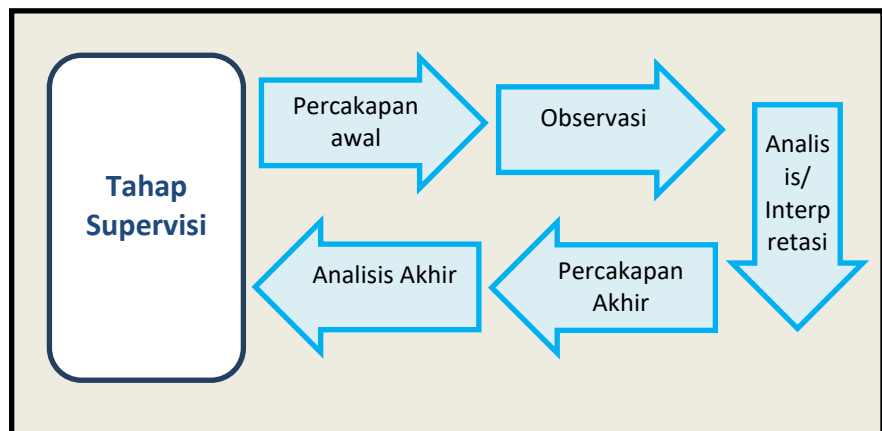 Tahap
Supervisi
Percakapan
awal
Observasi
Analis
is/
Interp
retasi
Percakapan
Akhir
Analisis Akhir